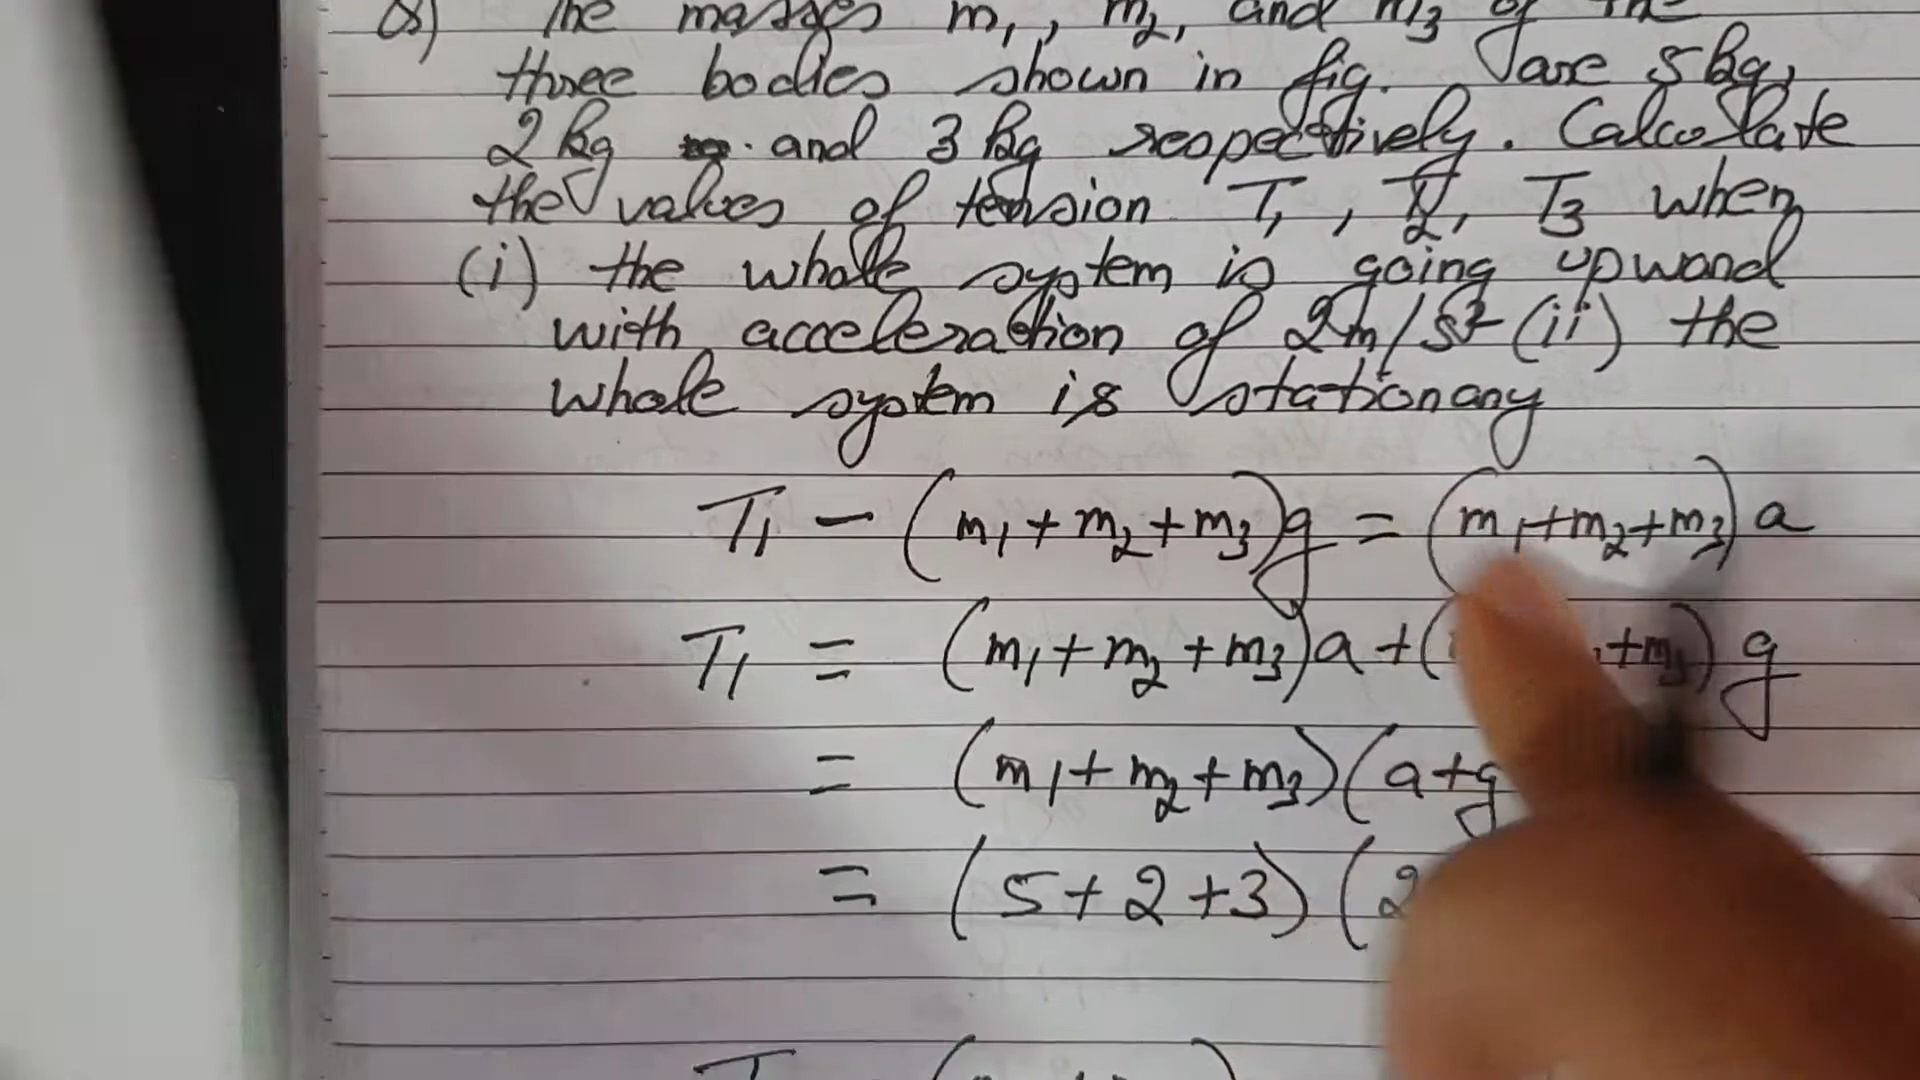 Q) The masses m1, m2, and m3 of the
three bodies shown in fig. are 5kg,
2kg and 3kg respectively. Calculate
the values of tension T1, T2, T3 when
(i) the whole system is going upward
with acceleration of 2m/s² (ii) the
whole system is stationary
T1 - (m1+m2+m3)g = (m1+m2+m3)a
T1 = (m1+m2+m3)a+( +m3)g
= (m1+m2+m3)(a+g
= (5+2+3)(2